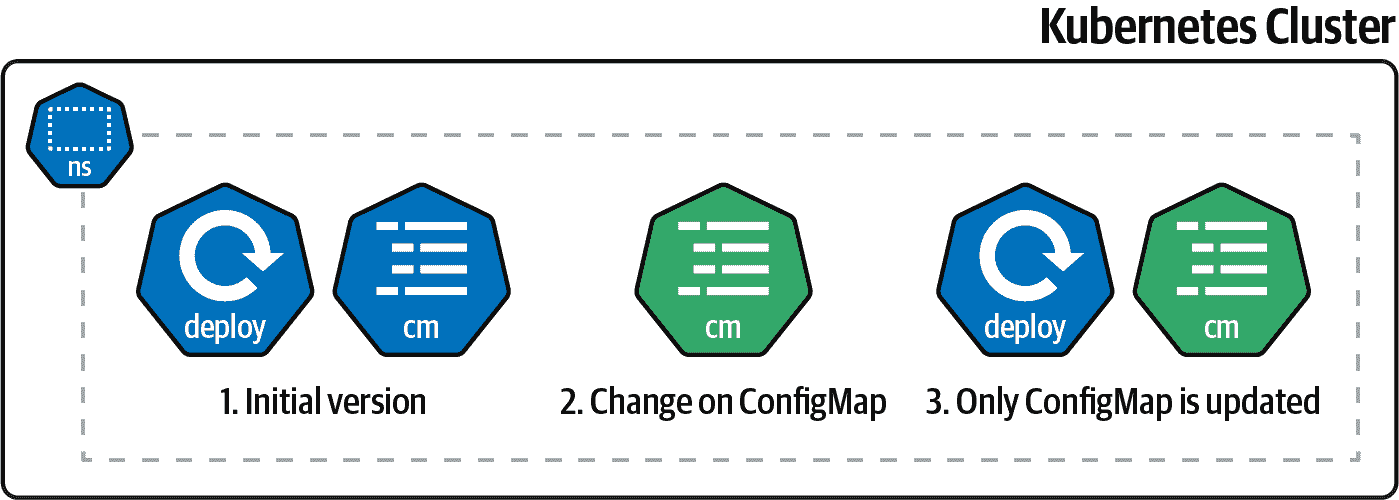 Kubernetes Cluster
ns
deploy
cm
cm
deploy
cm
1. Initial version
2. Change on ConfigMap
3. Only ConfigMap is updated